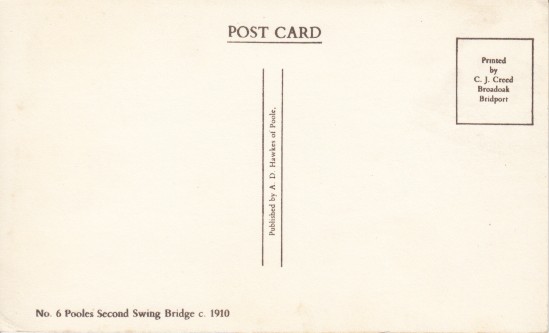 POST CARD
Printed
by
C. J. Creed
Broadoak
Bridport
Published by A. D. Hawkes of Poole.
No. 6 Pooles Second Swing Bridge c. 1910